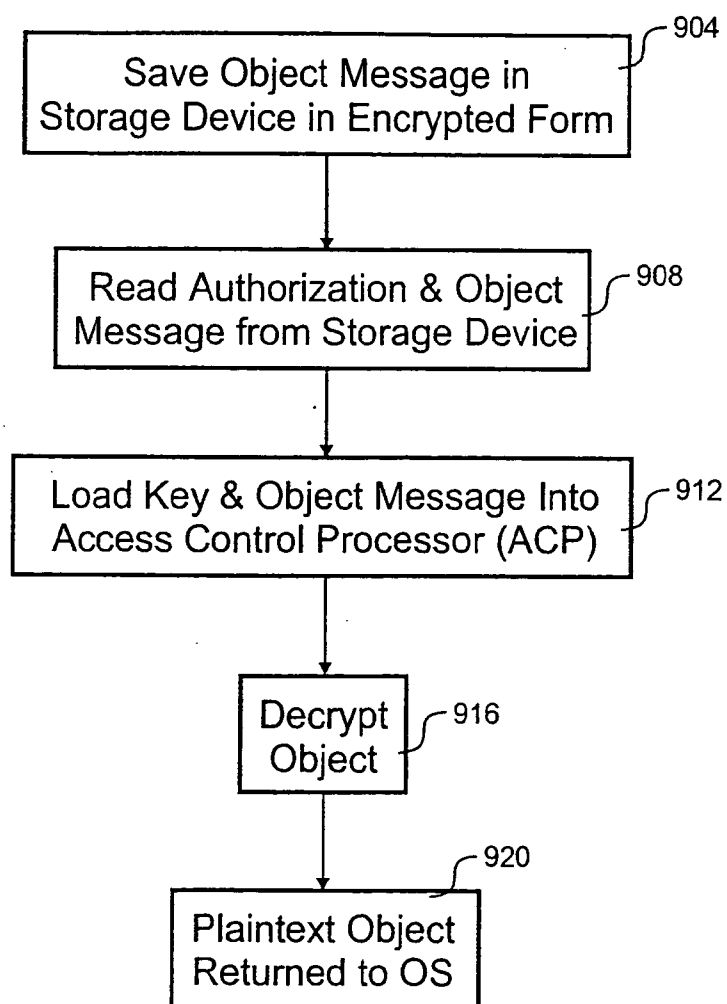 904
Save Object Message in
Storage Device in Encrypted Form
908
Read Authorization & Object
Message from Storage Device
912
Load Key & Object Message Into
Access Control Processor (ACP)
916
Decrypt
Object
920
Plaintext Object
Returned to OS